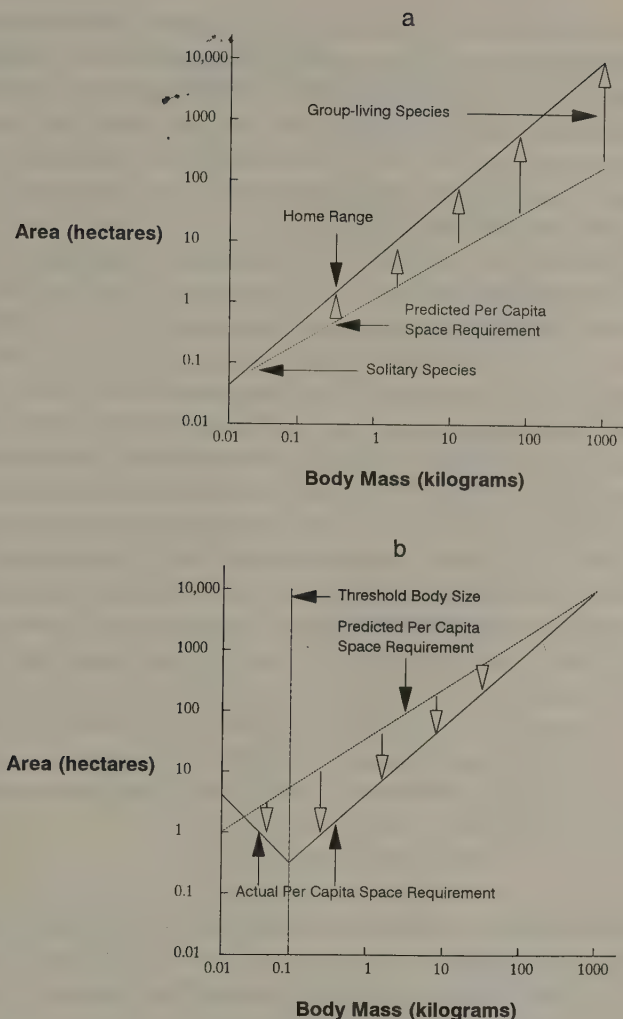 a
10,000
1000
Group-living Species
100
Home Range
Area (hectares)
10
1
Predicted Per Capita
Space Requirement
0.1
Solitary Species
0.01
0.01 0.1 1 10 100 1000
Body Mass (kilograms)
b
10,000
Threshold Body Size
Predicted Per Capita
1000
Space Requirement
100
Area (hectares)
10
1
0.1
Actual Per Capita Space Requirement
0.01
0.01 0.1 1 10 100 1000
Body Mass (kilograms)